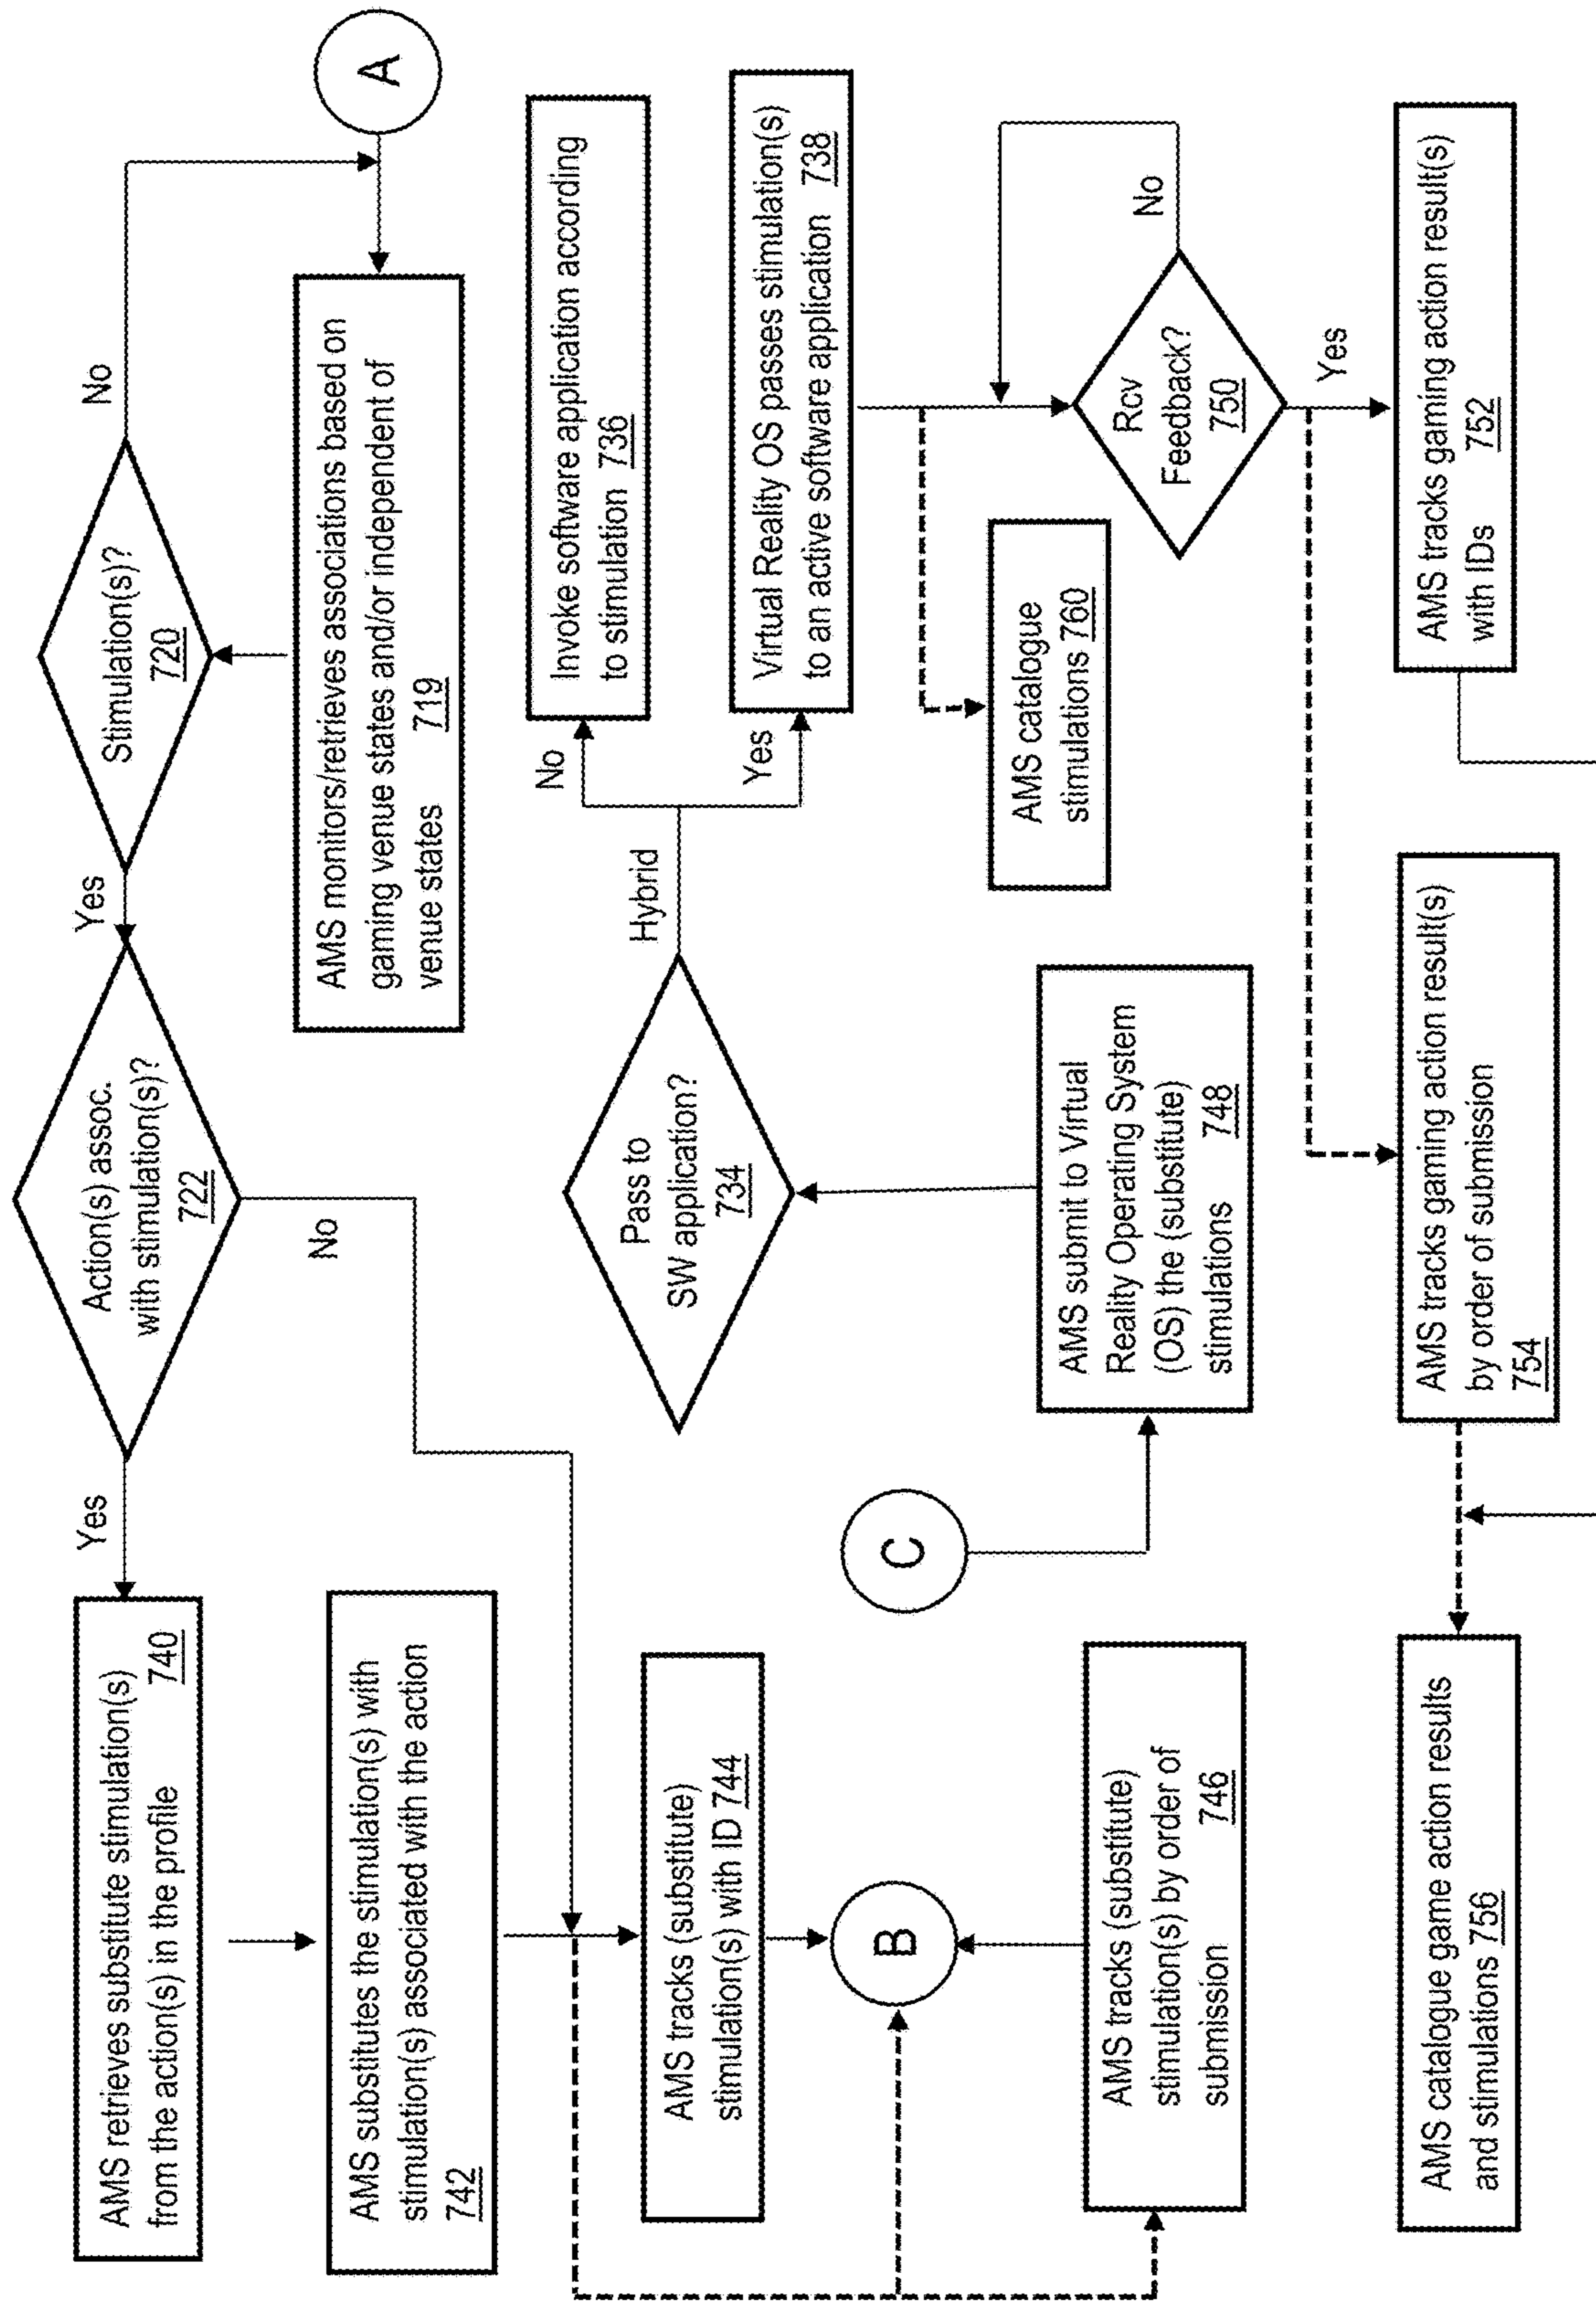 A
No
Stimulation(s)?
720
Yes
AMS monitors/retrieves associations based on
gaming venue states and/or independent of
venue states 719
Action(s) assoc.
with stimulation(s)?
722
Yes
No
AMS retrieves substitute stimulation(s)
from the action(s) in the profile 740
AMS substitutes the stimulation(s) with
stimulation(s) associated with the action
742
AMS tracks (substitute)
stimulation(s) with ID 744
B
AMS tracks (substitute)
stimulation(s) by order of
submission 746
C
AMS submit to Virtual
Reality Operating System
(OS) the (substitute)
stimulations 748
Pass to
SW application?
734
Hybrid
No
Yes
Invoke software application according
to stimulation 736
Virtual Reality OS passes stimulation(s)
to an active software application 738
AMS catalogue
stimulations 760
Rcv
Feedback?
750
No
Yes
AMS tracks gaming action result(s)
with IDs 752
AMS tracks gaming action result(s)
by order of submission
754
AMS catalogue game action results
and stimulations 756